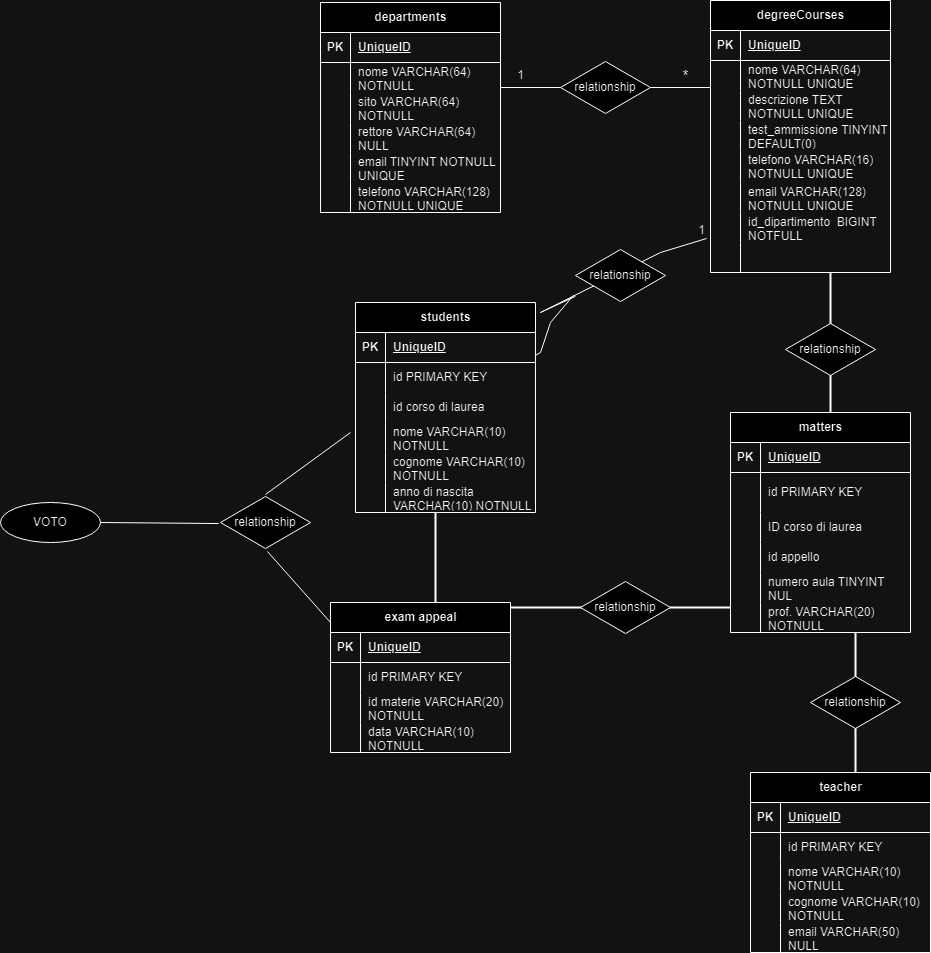 departments
PK UniqueID
nome VARCHAR(64)
NOTNULL
sito VARCHAR(64)
NOTNULL
rettore VARCHAR(64)
NULL
email TINYINT NOTNULL
UNIQUE
telefono VARCHAR(128)
NOTNULL UNIQUE
1
relationship
*
degreeCourses
PK UniqueID
nome VARCHAR(64)
NOTNULL UNIQUE
descrizione TEXT
NOTNULL UNIQUE
test_ammissione TINYINT
DEFAULT(0)
telefono VARCHAR(16)
NOTNULL UNIQUE
email VARCHAR(128)
NOTNULL UNIQUE
id_dipartimento BIGINT
NOTFULL
1
relationship
students
PK UniqueID
id PRIMARY KEY
id corso di laurea
nome VARCHAR(10)
NOTNULL
cognome VARCHAR(10)
NOTNULL
anno di nascita
VARCHAR(10) NOTNULL
relationship
matters
PK UniqueID
id PRIMARY KEY
ID corso di laurea
id appello
numero aula TINYINT
NUL
prof. VARCHAR(20)
NOTNULL
VOTO
relationship
exam appeal
PK UniqueID
id PRIMARY KEY
id materie VARCHAR(20)
NOTNULL
data VARCHAR(10)
NOTNULL
relationship
relationship
teacher
PK UniqueID
id PRIMARY KEY
nome VARCHAR(10)
NOTNULL
cognome VARCHAR(10)
NOTNULL
email VARCHAR(50)
NULL